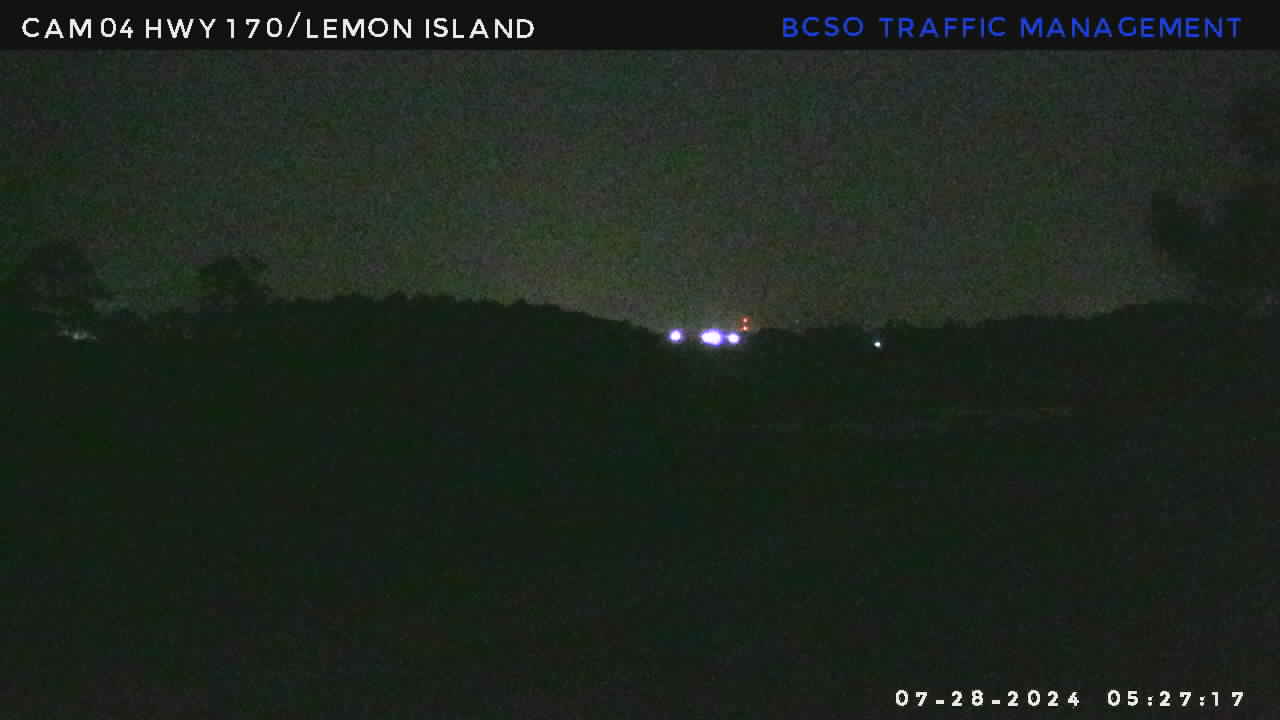 CAM04 HWY 170/LEMON ISLAND
BCSO TRAFFIC MANAGEMENT
07-28-2024 05:27:17